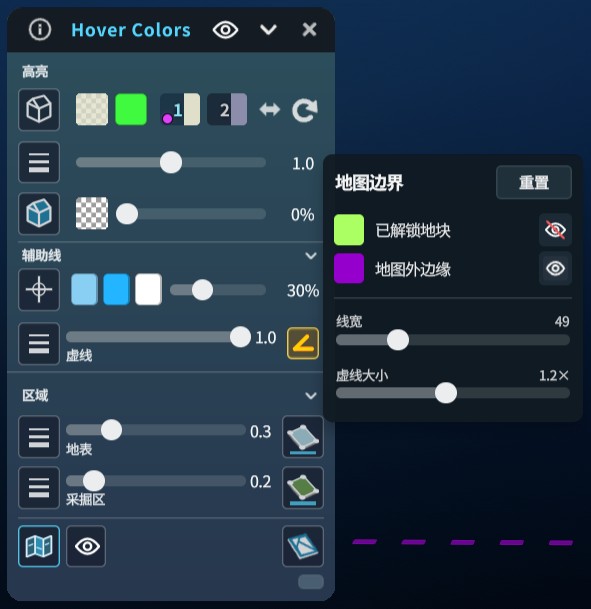 Hover Colors
高亮
1
2
1.0
0%
辅助线
30%
1.0
虚线
区域
0.3
地表
0.2
采掘区
地图边界
重置
已解锁地块
地图外边缘
线宽
49
虚线大小
1.2×